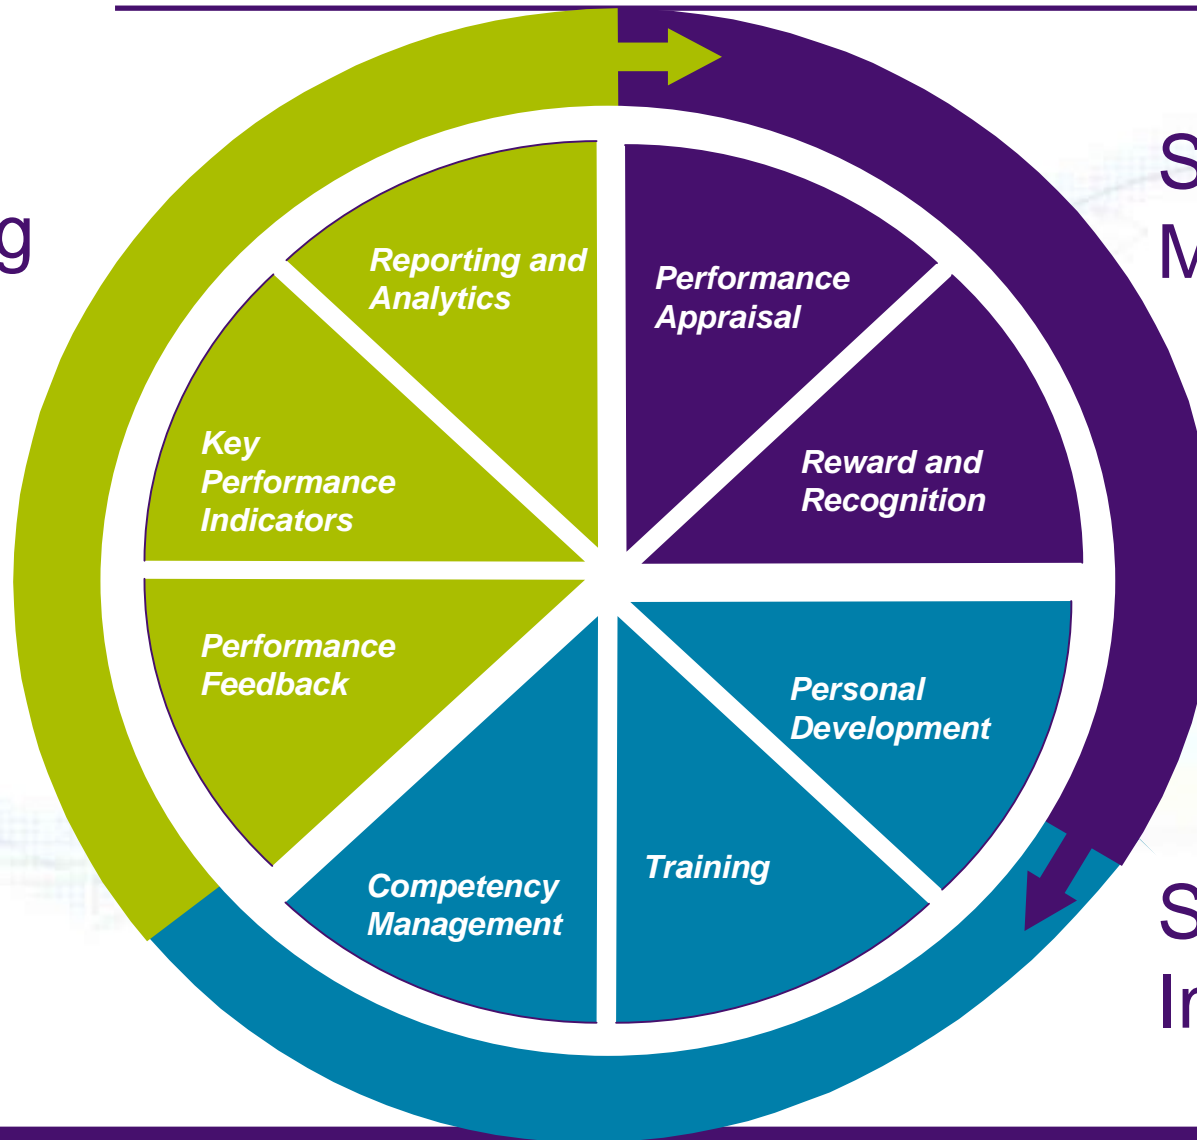 Reporting and
Analytics
Performance
Appraisal
Key
Performance
Indicators
Reward and
Recognition
Performance
Feedback
Personal
Development
Competency
Management
Training